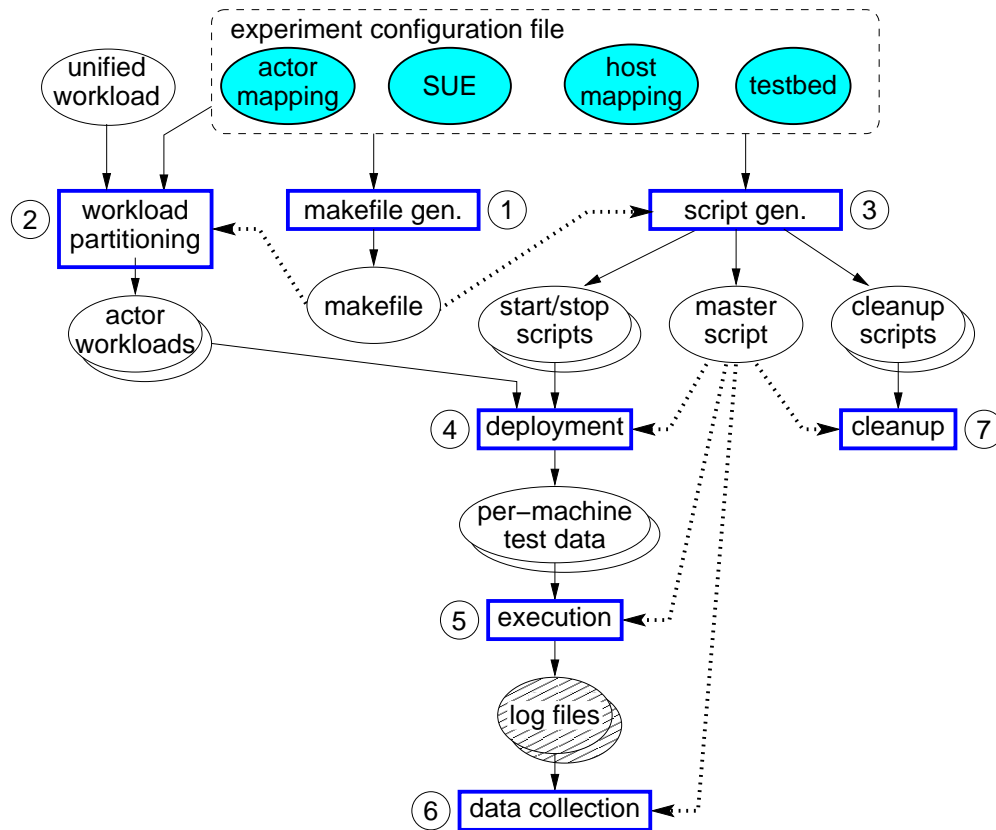 experiment configuration file
unified
workload
actor
mapping
SUE
host
mapping
testbed
2
workload
partitioning
makefile gen.
1
script gen.
3
actor
workloads
makefile
start/stop
scripts
master
script
cleanup
scripts
4
deployment
cleanup
7
per−machine
test data
5
execution
log files
6
data collection